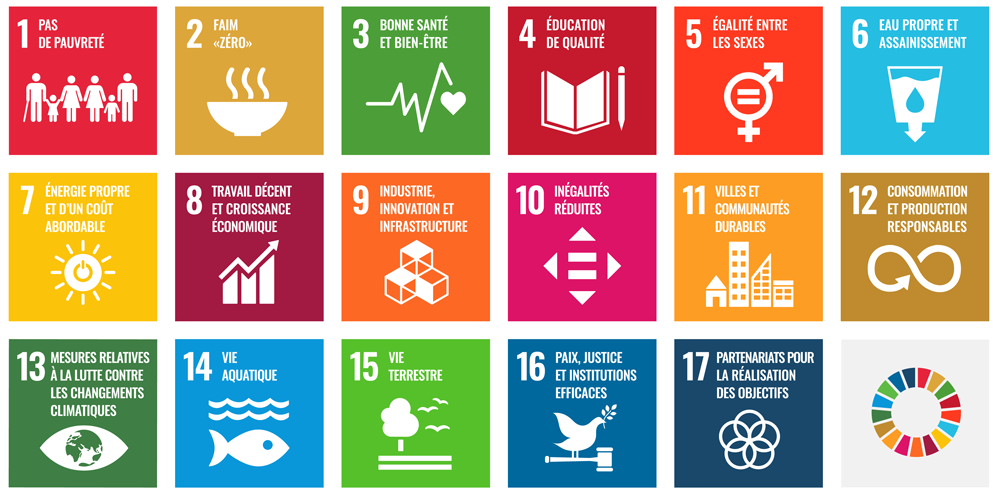 1 PAS
DE PAUVRETÉ
2 FAIM
«ZÉRO»
3 BONNE SANTÉ
ET BIEN-ÊTRE
4 ÉDUCATION
DE QUALITÉ
5 ÉGALITÉ ENTRE
LES SEXES
6 EAU PROPRE ET
ASSAINISSEMENT
7 ÉNERGIE PROPRE
ET D'UN COÛT
ABORDABLE
8 TRAVAIL DÉCENT
ET CROISSANCE
ÉCONOMIQUE
9 INDUSTRIE,
INNOVATION ET
INFRASTRUCTURE
10 INÉGALITÉS
RÉDUITES
11 VILLES ET
COMMUNAUTÉS
DURABLES
12 CONSOMMATION
ET PRODUCTION
RESPONSABLES
13 MESURES RELATIVES
À LA LUTTE CONTRE
LES CHANGEMENTS
CLIMATIQUES
14 VIE
AQUATIQUE
15 VIE
TERRESTRE
16 PAIX, JUSTICE
ET INSTITUTIONS
EFFICACES
17 PARTENARIATS POUR
LA RÉALISATION
DES OBJECTIFS